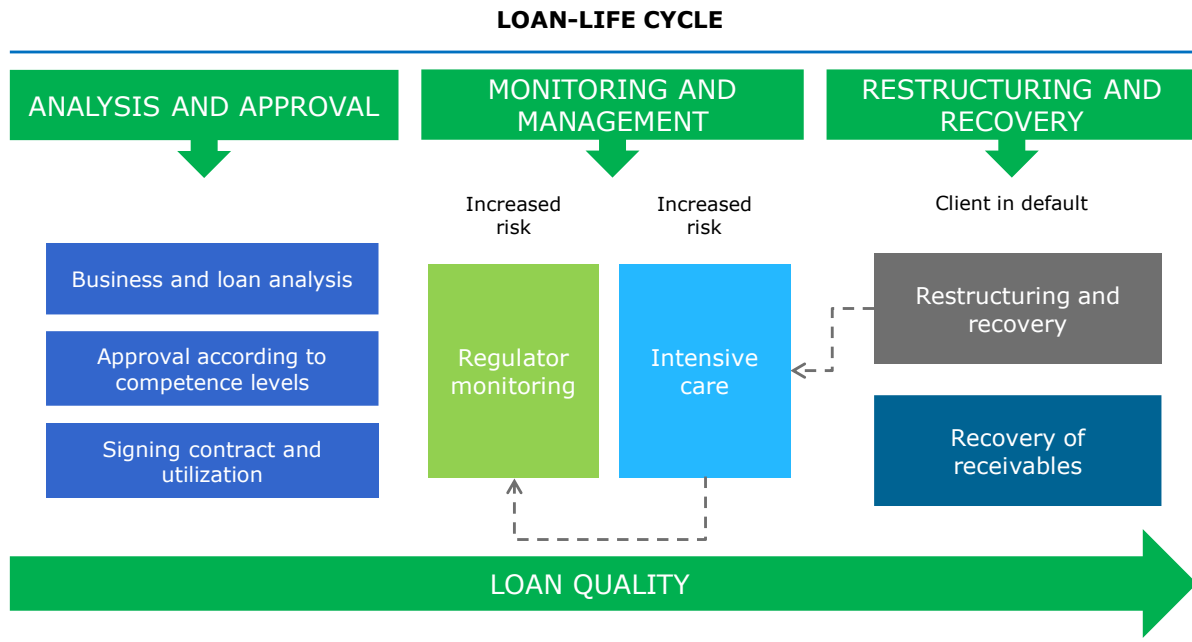 LOAN-LIFE CYCLE
ANALYSIS AND APPROVAL
MONITORING AND
MANAGEMENT
RESTRUCTURING AND
RECOVERY
Increased
risk
Increased
risk
Client in default
Business and loan analysis
Approval according to
competence levels
Signing contract and
utilization
Regulator
monitoring
Intensive
care
Restructuring and
recovery
Recovery of
receivables
LOAN QUALITY